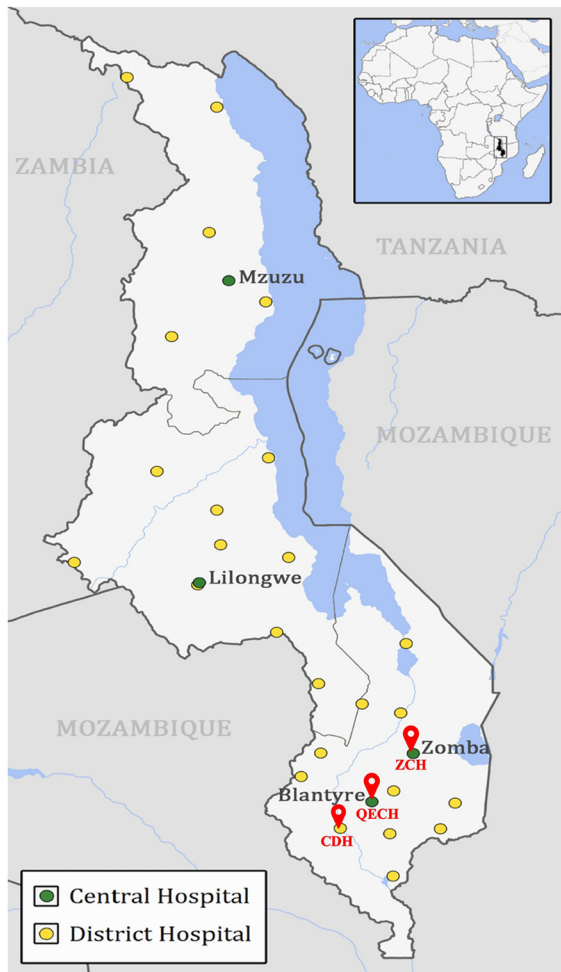 ZAMBIA
TANZANIA
Mzuzu
MOZAMBIQUE
Lilongwe
MOZAMBIQUE
Zomba
ZCH
Blantyre
QECH
CDH
Central Hospital
District Hospital